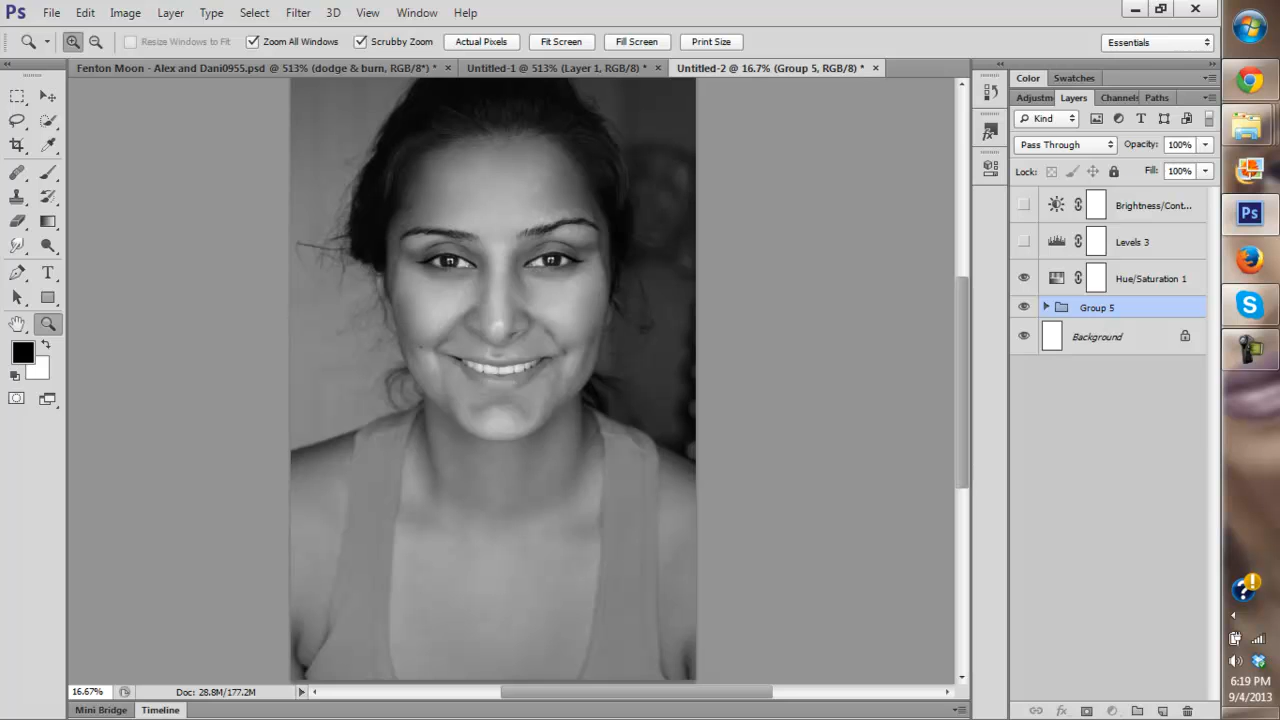 Ps File Edit Image Layer Type Select Filter 3D View Window Help
Resize Windows to Fit Zoom All Windows Scrubby Zoom Actual Pixels Fit Screen Fill Screen Print Size Essentials
Fenton Moon - Alex and Dani0955.psd @ 513% (dodge & burn, RGB/8*) * × Untitled-1 @ 513% (Layer 1, RGB/8) * × Untitled-2 @ 16.7% (Group 5, RGB/8) * ×
Color Swatches
Adjustm Layers Channels Paths
Kind
Pass Through Opacity: 100%
Lock: Fill: 100%
Brightness/Cont...
Levels 3
Hue/Saturation 1
Group 5
Background
16.67% Doc: 28.8M/177.2M
Mini Bridge Timeline
Ps
6:19 PM
9/4/2013